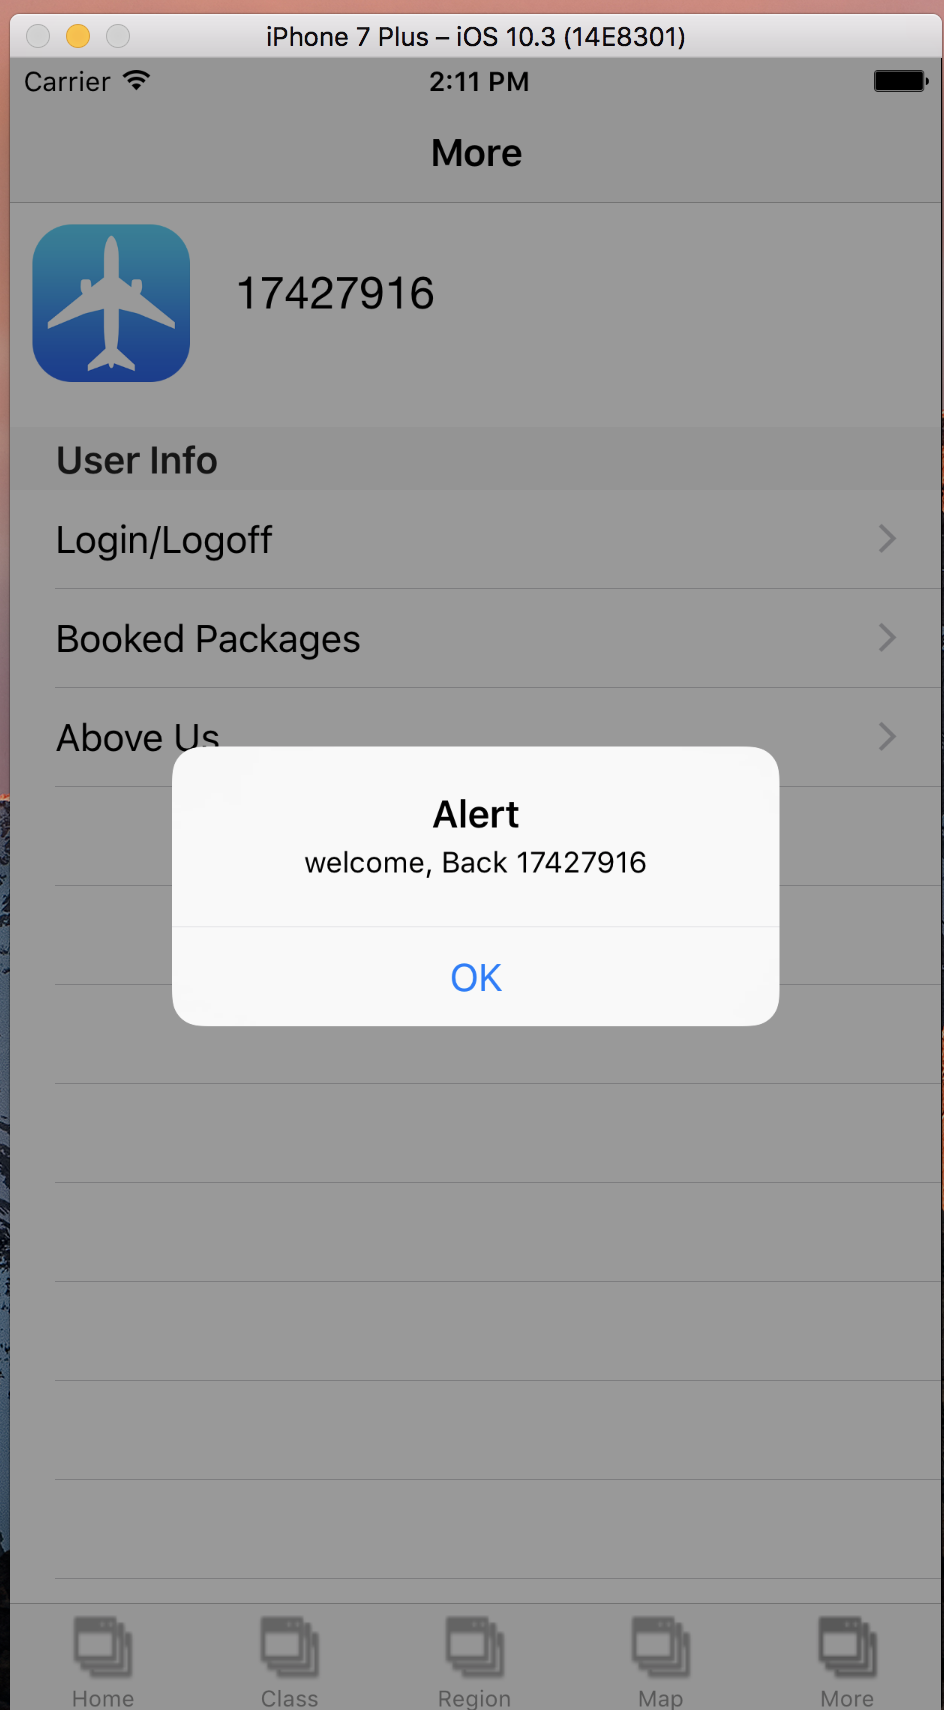 iPhone 7 Plus – iOS 10.3 (14E8301)
Carrier 2:11 PM
More
17427916
User Info
Login/Logoff
Booked Packages
Above Us
Alert
welcome, Back 17427916
OK
Home Class Region Map More